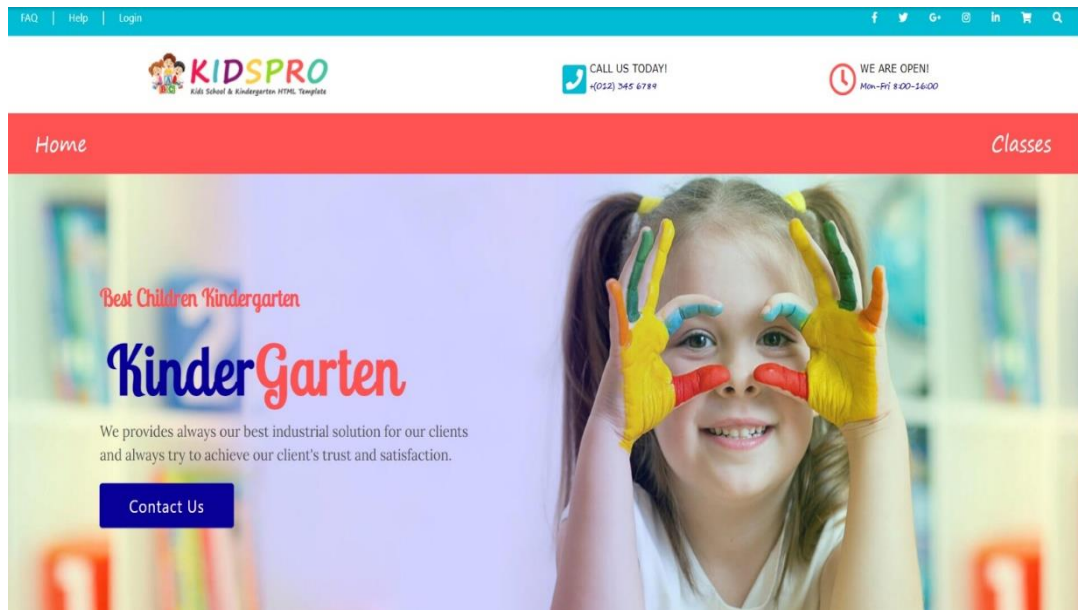 FAQ | Help | Login
KIDSPRO
Kids School & Kindergarten HTML Template
CALL US TODAY!
+(012) 345 6789
WE ARE OPEN!
Mon-Fri 8:00-16:00
Home
Classes
Best Children Kindergarten
KinderGarten
We provides always our best industrial solution for our clients
and always try to achieve our client's trust and satisfaction.
Contact Us